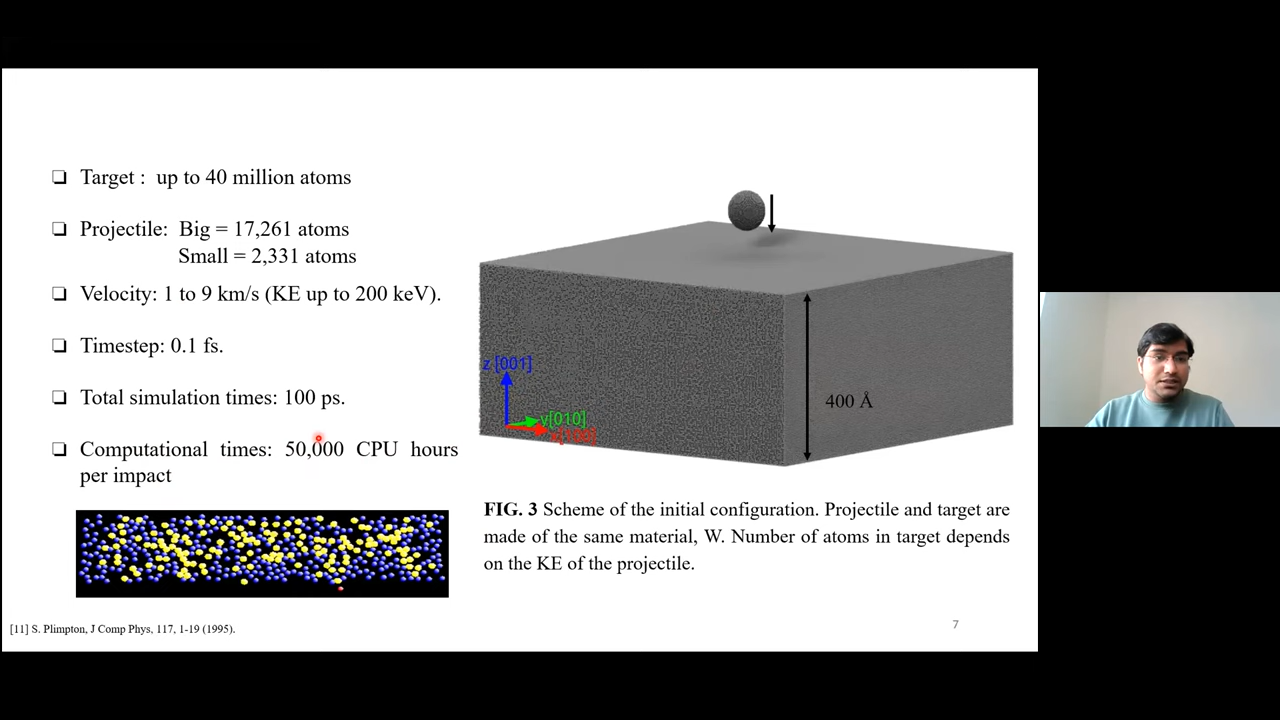 Target : up to 40 million atoms
Projectile: Big = 17,261 atoms
Small = 2,331 atoms
Velocity: 1 to 9 km/s (KE up to 200 keV).
Timestep: 0.1 fs.
Total simulation times: 100 ps.
Computational times: 50,000 CPU hours
per impact
[11] S. Plimpton, J Comp Phys, 117, 1-19 (1995).
z [001]
y[010]
x[100]
400 Å
FIG. 3 Scheme of the initial configuration. Projectile and target are
made of the same material, W. Number of atoms in target depends
on the KE of the projectile.
7